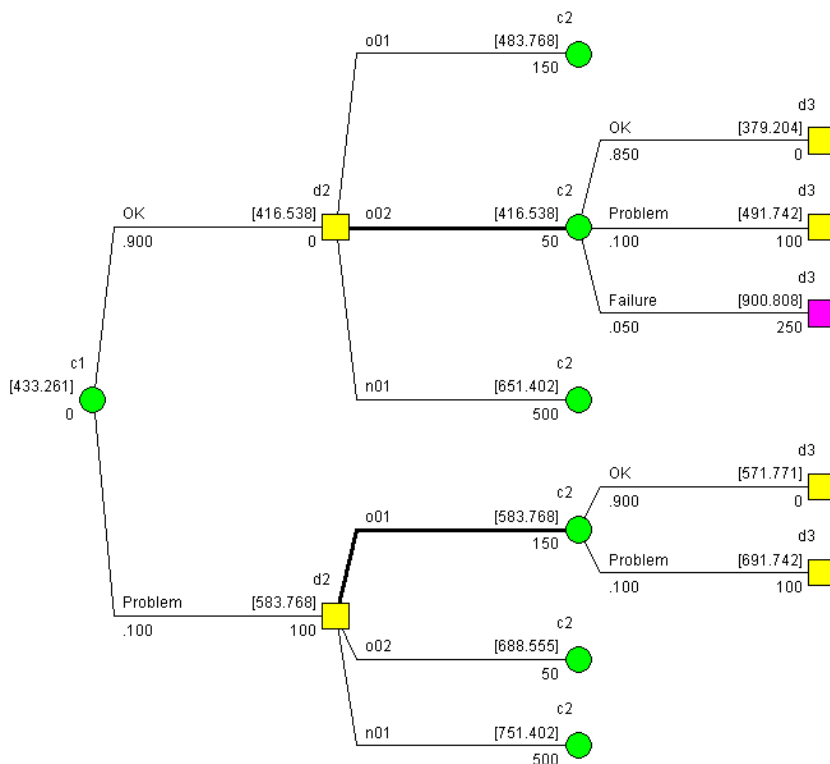 c2
o01 [483.768]
150
d3
OK [379.204]
.850 0
d2 c2 d3
OK [416.538] o02 [416.538] Problem [491.742]
.900 0 50 .100 100
d3
Failure [900.808]
.050 250
c1 c2
[433.261] n01 [651.402]
0 500
d3
OK [571.771]
c2 .900 0
o01 [583.768]
150 d3
Problem [691.742]
d2 .100 100
Problem [583.768]
.100 100 c2
o02 [688.555]
50
c2
n01 [751.402]
500